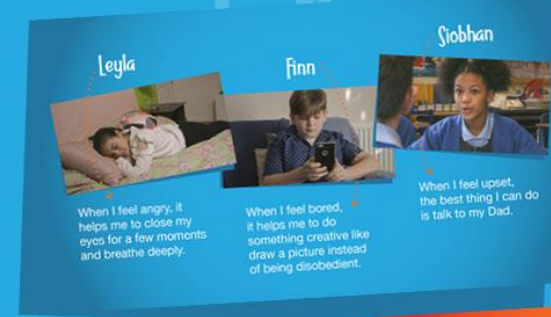 Leyla
When I feel angry, it
helps me to close my
eyes for a few moments
and breathe deeply.
Finn
When I feel bored,
it helps me to do
something creative like
draw a picture instead
of being disobedient.
Siobhan
When I feel upset,
the best thing I can do
is talk to my Dad.